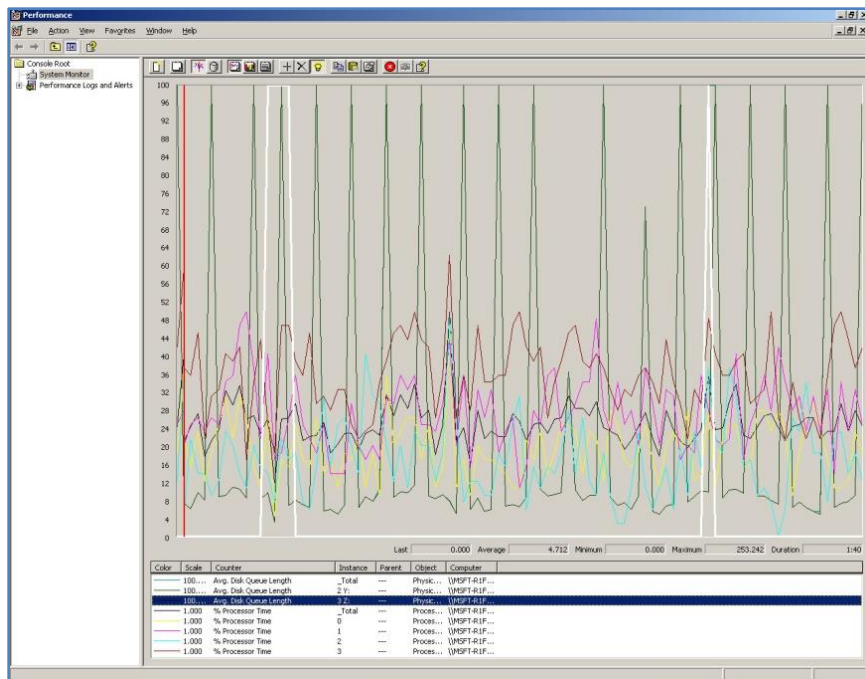 Performance
File Action View Favorites Window Help
Console Root
System Monitor
Performance Logs and Alerts
100
96
92
88
84
80
76
72
68
64
60
56
52
48
44
40
36
32
28
24
20
16
12
8
4
0
Last 0.000 Average 4.712 Minimum 0.000 Maximum 253.242 Duration 1:40
Color Scale Counter Instance Parent Object Computer
100.... Avg. Disk Queue Length _Total --- Physic... \\MSFT-R1F...
100.... Avg. Disk Queue Length 2 Y: --- Physic... \\MSFT-R1F...
100.... Avg. Disk Queue Length 3 Z: --- Physic... \\MSFT-R1F...
1.000 % Processor Time _Total --- Proces... \\MSFT-R1F...
1.000 % Processor Time 0 --- Proces... \\MSFT-R1F...
1.000 % Processor Time 1 --- Proces... \\MSFT-R1F...
1.000 % Processor Time 2 --- Proces... \\MSFT-R1F...
1.000 % Processor Time 3 --- Proces... \\MSFT-R1F...